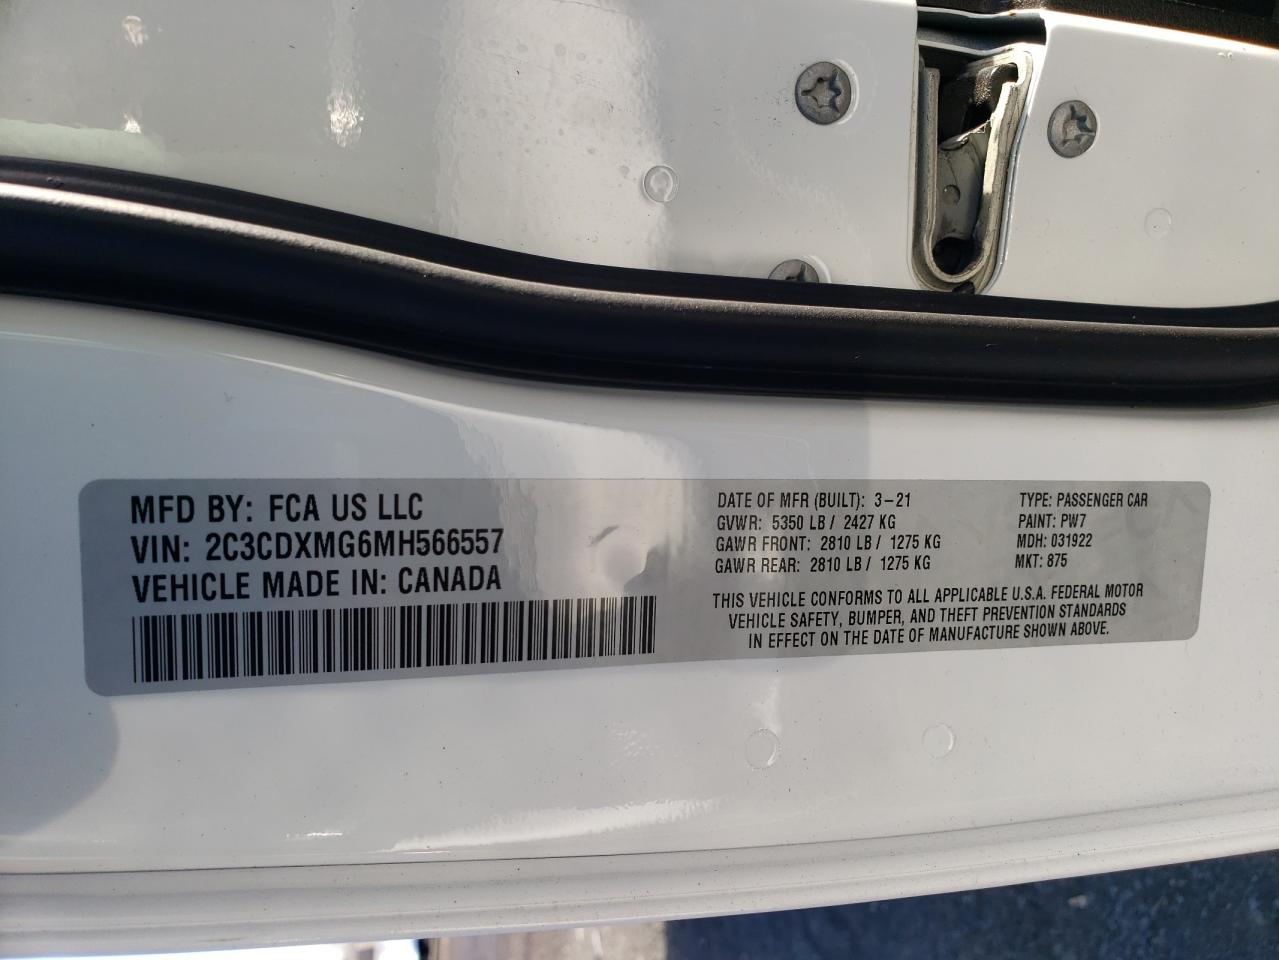 MFD BY: FCA US LLC
VIN: 2C3CDXMG6MH566557
VEHICLE MADE IN: CANADA
DATE OF MFR (BUILT): 3-21
GVWR: 5350 LB / 2427 KG
GAWR FRONT: 2810 LB / 1275 KG
GAWR REAR: 2810 LB / 1275 KG
TYPE: PASSENGER CAR
PAINT: PW7
MDH: 031922
MKT: 875
THIS VEHICLE CONFORMS TO ALL APPLICABLE U.S.A. FEDERAL MOTOR
VEHICLE SAFETY, BUMPER, AND THEFT PREVENTION STANDARDS
IN EFFECT ON THE DATE OF MANUFACTURE SHOWN ABOVE.